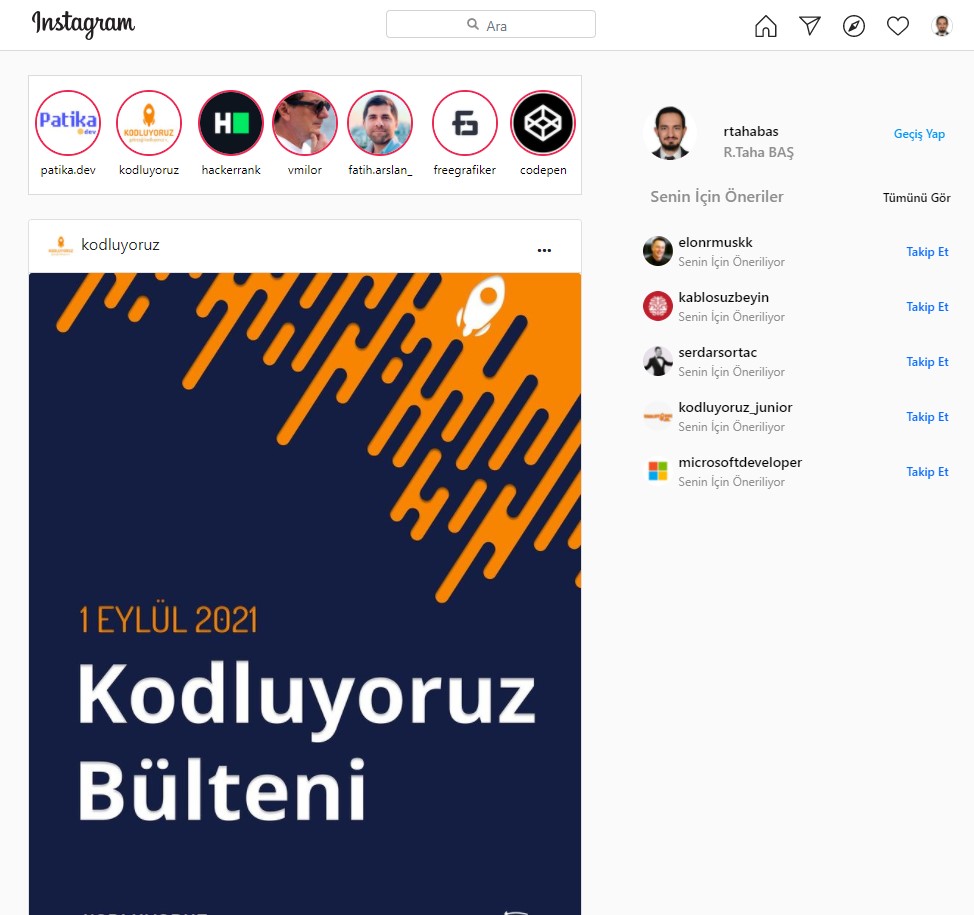 Instagram
Ara
Patika
dev
KODLUYORUZ
H
patika.dev
kodluyoruz
hackerrank
vmilor
fatih.arslan_
freegrafiker
codepen
rtahabas
R.Taha BAŞ
Geçiş Yap
Senin İçin Öneriler
Tümünü Gör
elonrmuskk
Senin İçin Öneriliyor
Takip Et
kablosuzbeyin
Senin İçin Öneriliyor
Takip Et
serdarsortac
Senin İçin Öneriliyor
Takip Et
kodluyoruz_junior
Senin İçin Öneriliyor
Takip Et
microsoftdeveloper
Senin İçin Öneriliyor
Takip Et
kodluyoruz
1 EYLÜL 2021
Kodluyoruz
Bülteni